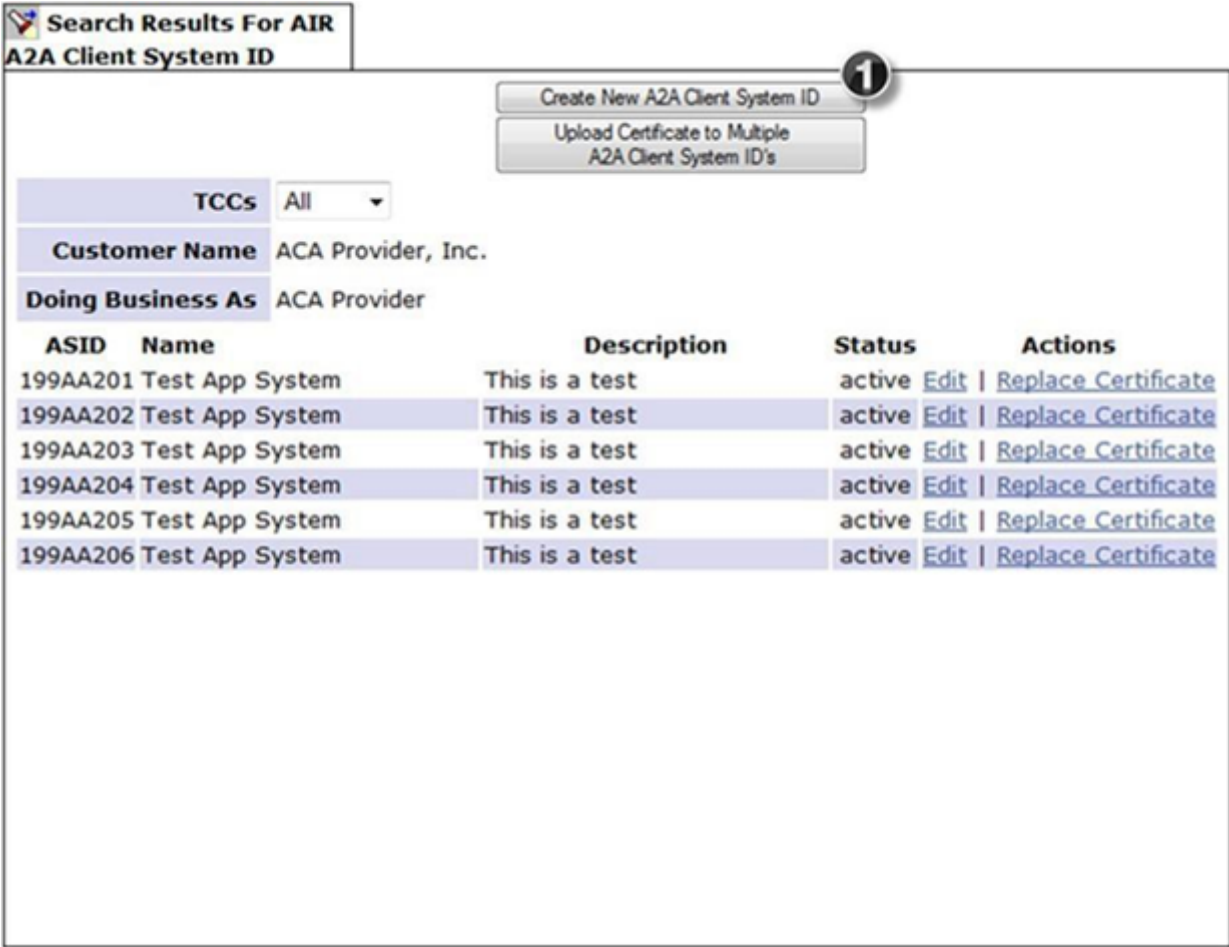 Search Results For AIR
A2A Client System ID
1
Create New A2A Client System ID
Upload Certificate to Multiple
A2A Client System ID's
TCCs All
Customer Name ACA Provider, Inc.
Doing Business As ACA Provider
ASID Name Description Status Actions
199AA201 Test App System This is a test active Edit | Replace Certificate
199AA202 Test App System This is a test active Edit | Replace Certificate
199AA203 Test App System This is a test active Edit | Replace Certificate
199AA204 Test App System This is a test active Edit | Replace Certificate
199AA205 Test App System This is a test active Edit | Replace Certificate
199AA206 Test App System This is a test active Edit | Replace Certificate